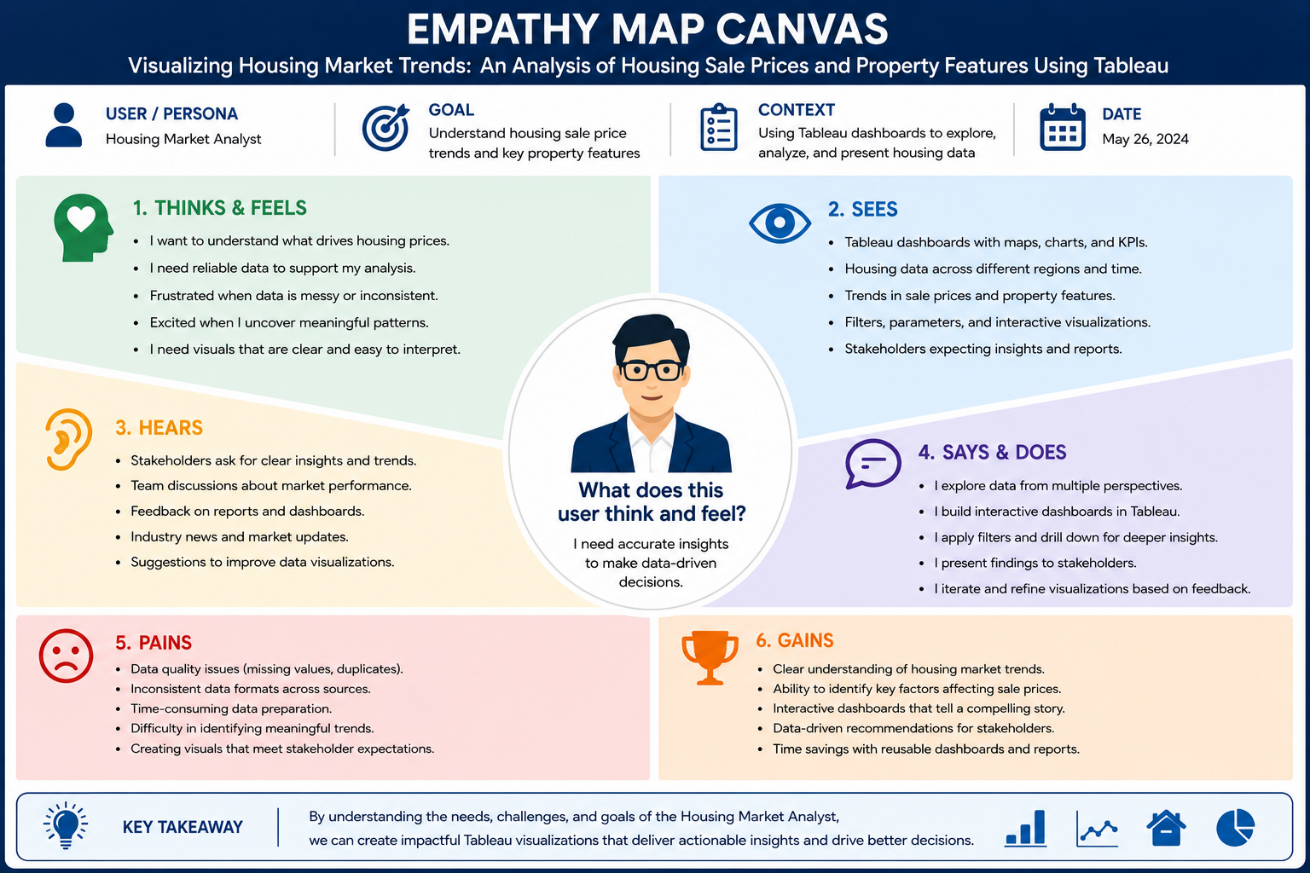 EMPATHY MAP CANVAS
Visualizing Housing Market Trends: An Analysis of Housing Sale Prices and Property Features Using Tableau
USER / PERSONA
Housing Market Analyst
GOAL
Understand housing sale price
trends and key property features
CONTEXT
Using Tableau dashboards to explore,
analyze, and present housing data
DATE
May 26, 2024
1. THINKS & FEELS
• I want to understand what drives housing prices.
• I need reliable data to support my analysis.
• Frustrated when data is messy or inconsistent.
• Excited when I uncover meaningful patterns.
• I need visuals that are clear and easy to interpret.
2. SEES
• Tableau dashboards with maps, charts, and KPIs.
• Housing data across different regions and time.
• Trends in sale prices and property features.
• Filters, parameters, and interactive visualizations.
• Stakeholders expecting insights and reports.
3. HEARS
• Stakeholders ask for clear insights and trends.
• Team discussions about market performance.
• Feedback on reports and dashboards.
• Industry news and market updates.
• Suggestions to improve data visualizations.
What does this
user think and feel?
I need accurate insights
to make data-driven
decisions.
4. SAYS & DOES
• I explore data from multiple perspectives.
• I build interactive dashboards in Tableau.
• I apply filters and drill down for deeper insights.
• I present findings to stakeholders.
• I iterate and refine visualizations based on feedback.
5. PAINS
• Data quality issues (missing values, duplicates).
• Inconsistent data formats across sources.
• Time-consuming data preparation.
• Difficulty in identifying meaningful trends.
• Creating visuals that meet stakeholder expectations.
6. GAINS
• Clear understanding of housing market trends.
• Ability to identify key factors affecting sale prices.
• Interactive dashboards that tell a compelling story.
• Data-driven recommendations for stakeholders.
• Time savings with reusable dashboards and reports.
KEY TAKEAWAY
By understanding the needs, challenges, and goals of the Housing Market Analyst,
we can create impactful Tableau visualizations that deliver actionable insights and drive better decisions.